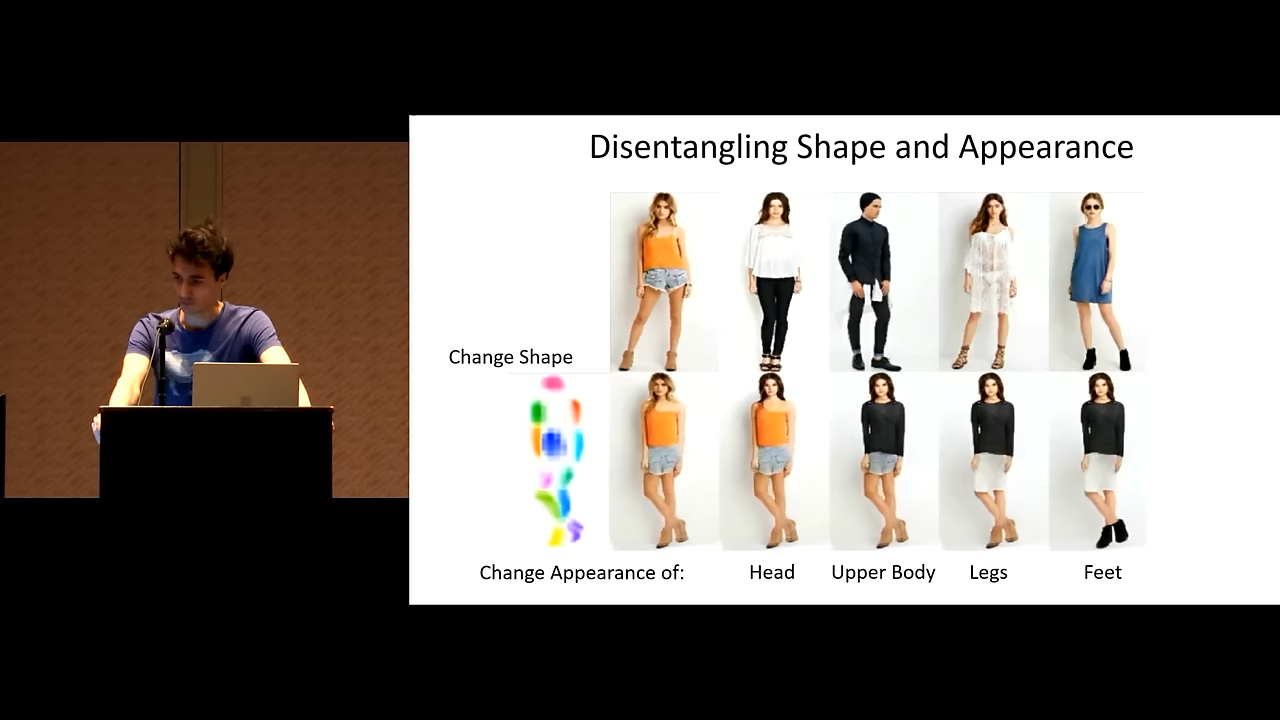 Disentangling Shape and Appearance
Change Shape
Change Appearance of:
Head
Upper Body
Legs
Feet